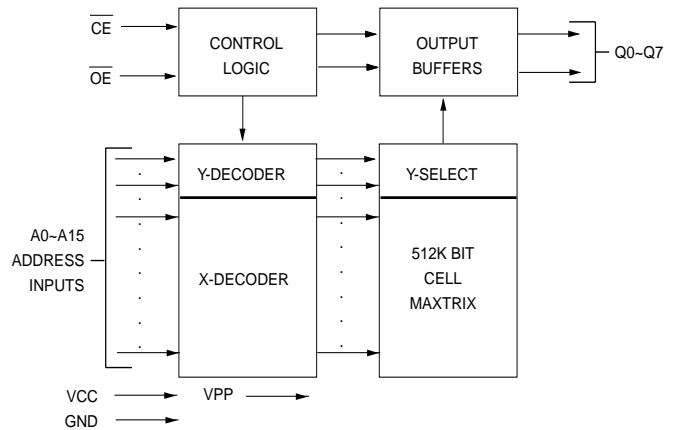 CE
CONTROL
LOGIC
OUTPUT
BUFFERS
Q0~Q7
OE
Y-DECODER
Y-SELECT
A0~A15
ADDRESS
INPUTS
X-DECODER
512K BIT
CELL
MAXTRIX
VCC
VPP
GND